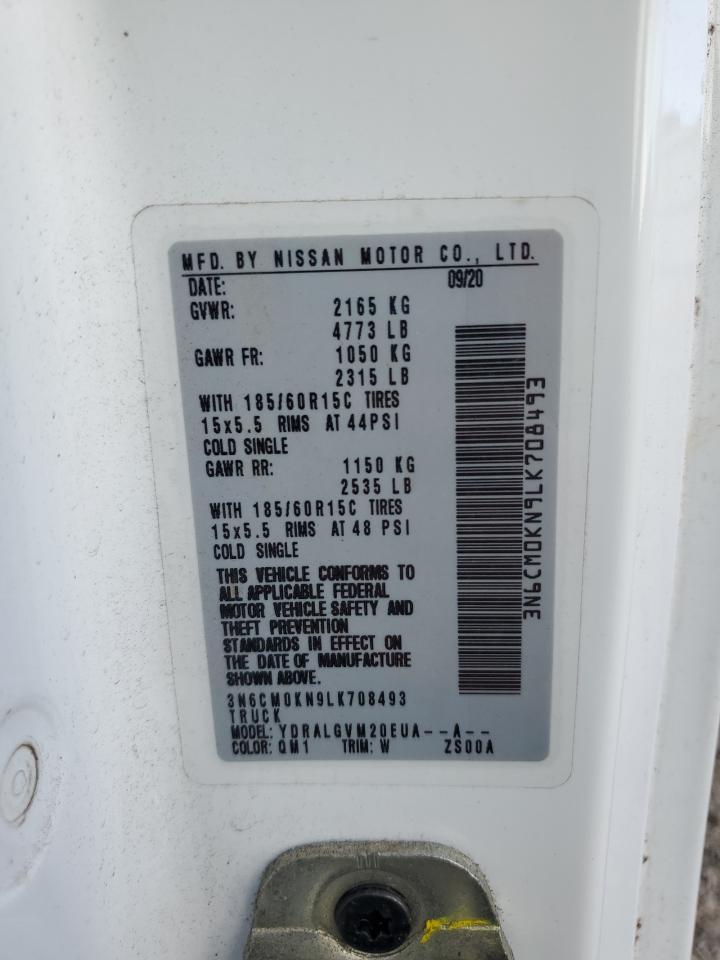 MFD. BY NISSAN MOTOR CO., LTD.
DATE: 09/20
GVWR: 2165 KG
4773 LB
GAWR FR: 1050 KG
2315 LB
WITH 185/60R15C TIRES
15x5.5 RIMS AT 44PSI
COLD SINGLE
GAWR RR: 1150 KG
2535 LB
WITH 185/60R15C TIRES
15x5.5 RIMS AT 48 PSI
COLD SINGLE
THIS VEHICLE CONFORMS TO
ALL APPLICABLE FEDERAL
MOTOR VEHICLE SAFETY AND
THEFT PREVENTION
STANDARDS IN EFFECT ON
THE DATE OF MANUFACTURE
SHOWN ABOVE.
3N6CM0KN9LK708493
TRUCK
MODEL: YDRALGVM20EUA--A--
COLOR: QM1 TRIM: W ZS00A
3N6CM0KN9LK708493